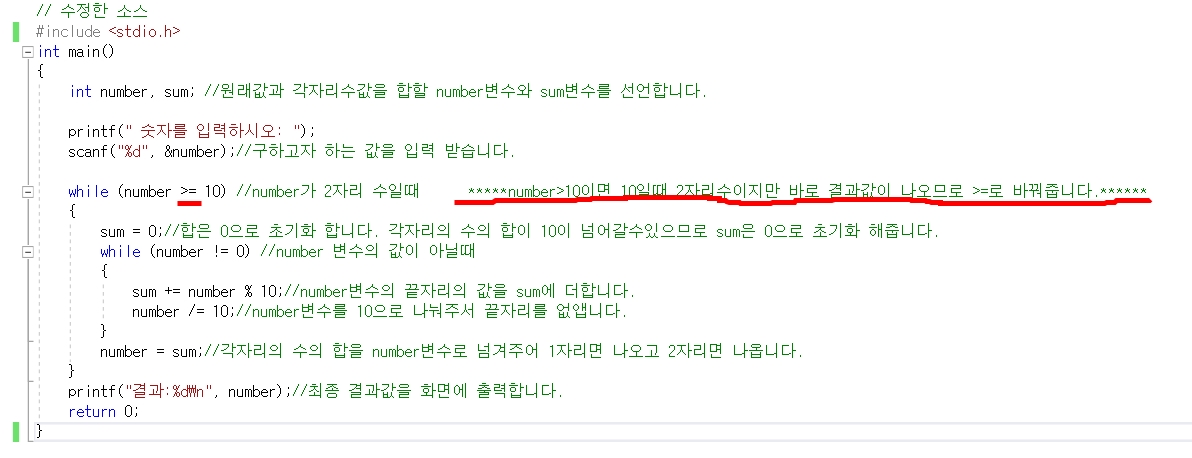 // 수정한 소스
#include <stdio.h>
int main()
{
int number, sum; //원래값과 각자리수값을 합할 number변수와 sum변수를 선언합니다.
printf(" 숫자를 입력하시오: ");
scanf("%d", &number);//구하고자 하는 값을 입력 받습니다.
while (number >= 10) //number가 2자리 수일때 *****number>10이면 10일때 2자리수이지만 바로 결과값이 나오므로 >=로 바꿔줍니다.******
{
sum = 0;//합은 0으로 초기화 합니다. 각자리의 수의 합이 10이 넘어갈수있으므로 sum은 0으로 초기화 해줍니다.
while (number != 0) //number 변수의 값이 아닐때
{
sum += number % 10;//number변수의 끝자리의 값을 sum에 더합니다.
number /= 10;//number변수를 10으로 나눠주서 끝자리를 없앱니다.
}
number = sum;//각자리의 수의 합을 number변수로 넘겨주어 1자리면 나오고 2자리면 나옵니다.
}
printf("결과:%d₩n", number);//최종 결과값을 화면에 출력합니다.
return 0;
}